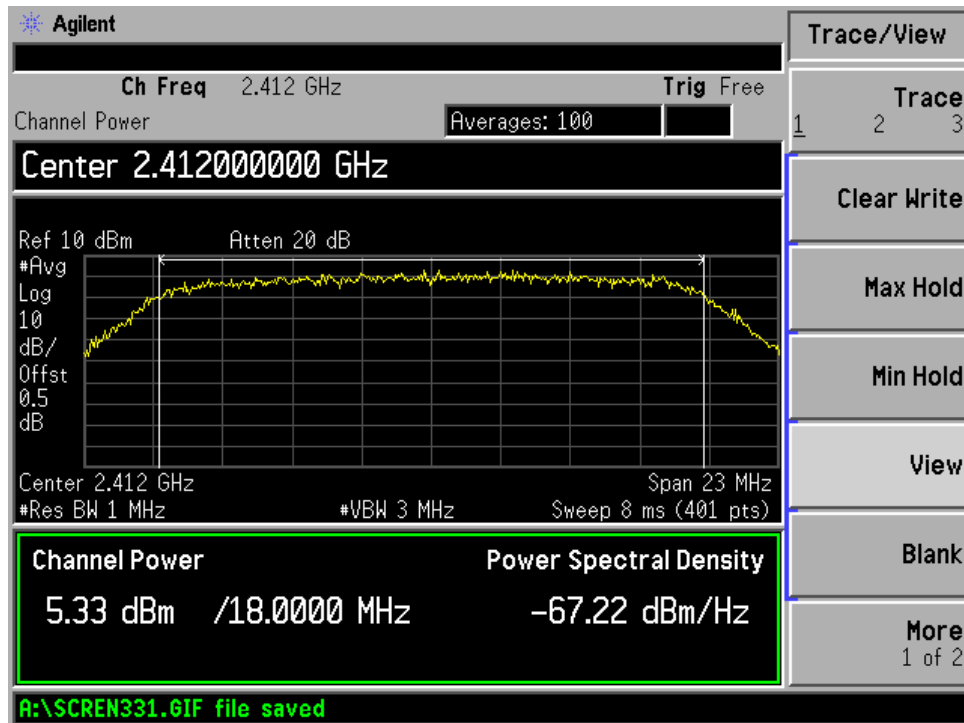 Agilent
Ch Freq 2.412 GHz Trig Free
Channel Power Averages: 100
Center 2.412000000 GHz
Ref 10 dBm Atten 20 dB
#Avg
Log
10
dB/
Offst
0.5
dB
Center 2.412 GHz Span 23 MHz
#Res BW 1 MHz #VBW 3 MHz Sweep 8 ms (401 pts)
Channel Power Power Spectral Density
5.33 dBm /18.0000 MHz -67.22 dBm/Hz
A:\SCREN331.GIF file saved
Trace/View
Trace
1 2 3
Clear Write
Max Hold
Min Hold
View
Blank
More
1 of 2